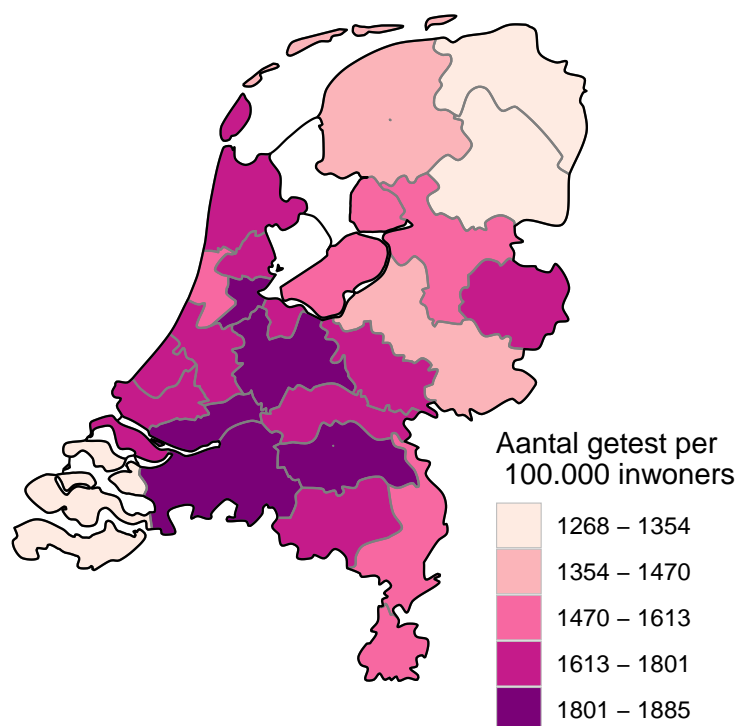 Aantal getest per
100.000 inwoners
1268 – 1354
1354 – 1470
1470 – 1613
1613 – 1801
1801 – 1885